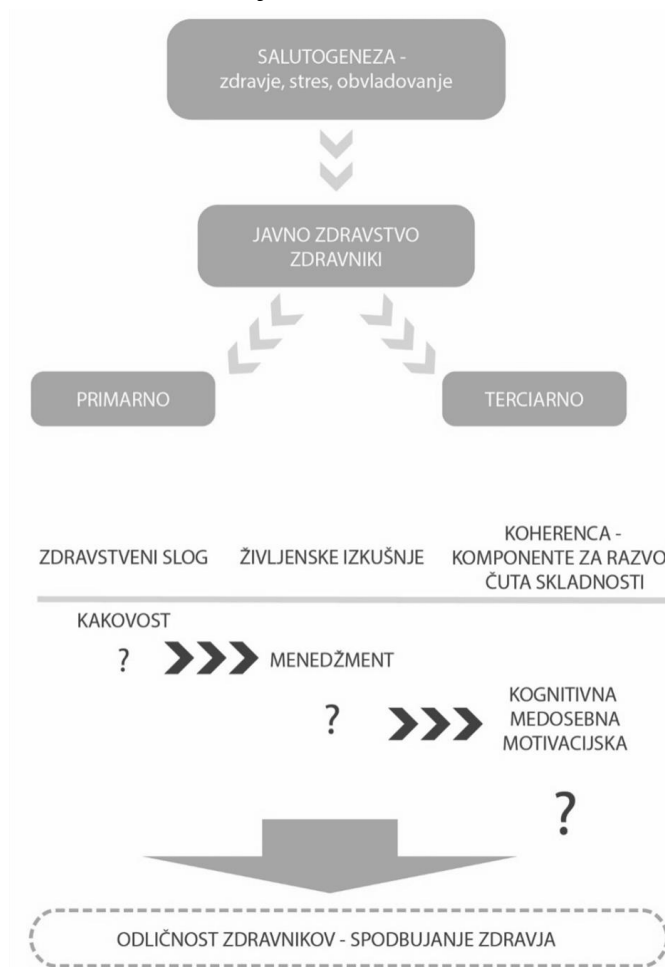 SALUTOGENEZA -
zdravje, stres, obvladovanje
JAVNO ZDRAVSTVO
ZDRAVNIKI
PRIMARNO
TERCIARNO
ZDRAVSTVENI SLOG
ŽIVLJENSKE IZKUŠNJE
KOHERENCA -
KOMPONENTE ZA RAZVO
ČUTA SKLADNOSTI
KAKOVOST
?
MENEDŽMENT
?
KOGNITIVNA
MEDOSEBNA
MOTIVACIJSKA
?
ODLIČNOST ZDRAVNIKOV - SPODBUJANJE ZDRAVJA